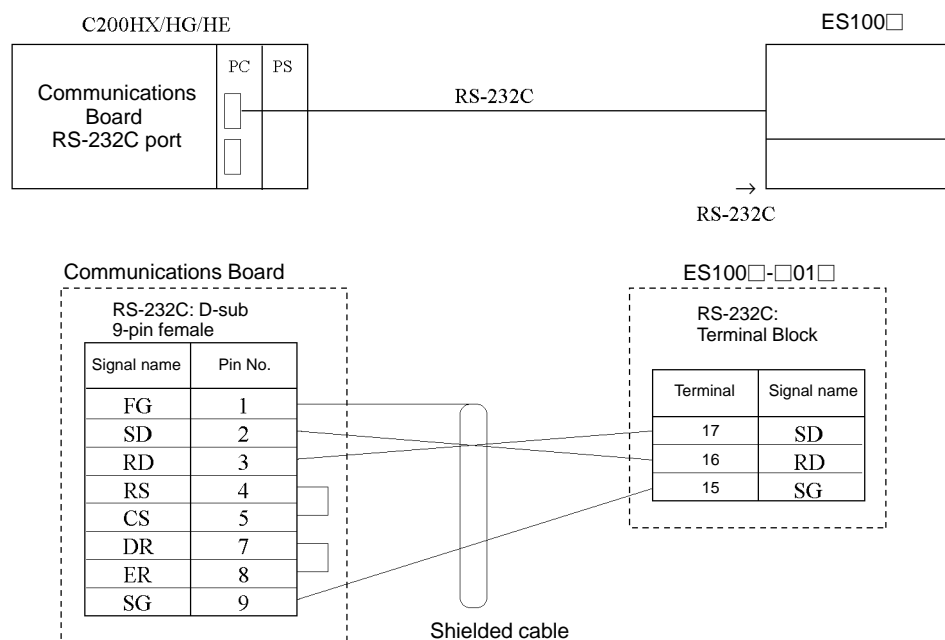 C200HX/HG/HE
ES100□
PC PS
Communications
Board
RS-232C port
RS-232C
→
RS-232C
Communications Board
RS-232C: D-sub
9-pin female
Signal name Pin No.
FG 1
SD 2
RD 3
RS 4
CS 5
DR 7
ER 8
SG 9
Shielded cable
ES100□-□01□
RS-232C:
Terminal Block
Terminal Signal name
17 SD
16 RD
15 SG